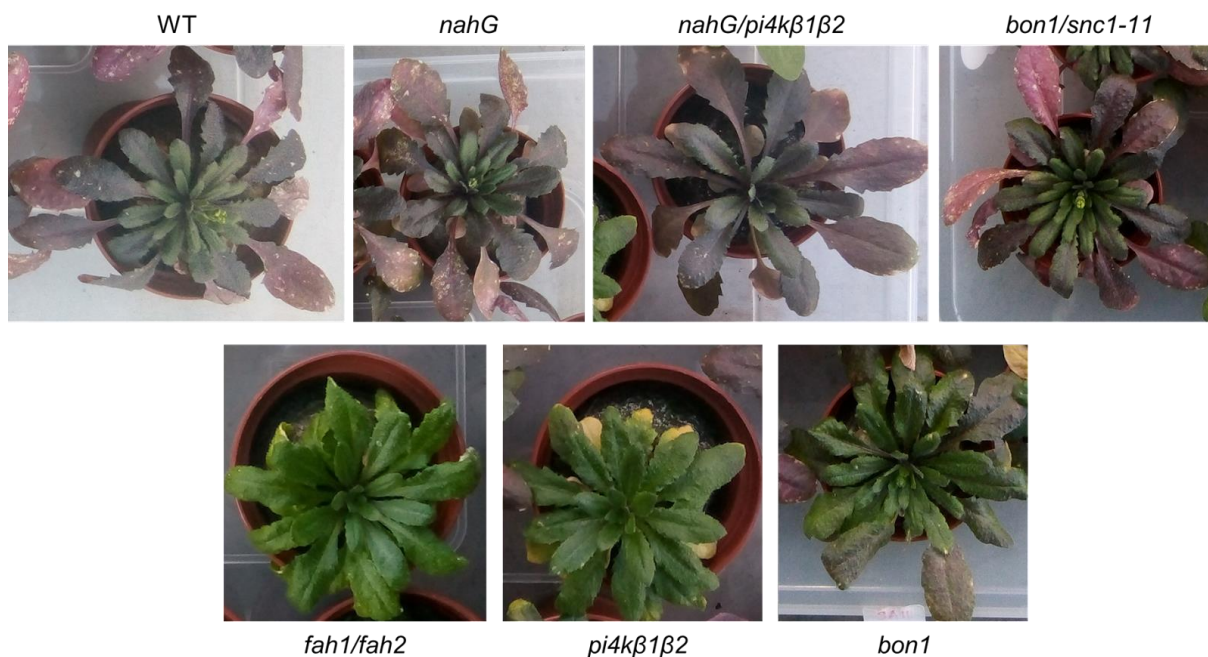 WT nahG nahG/pi4kβ1β2 bon1/snc1-11
fah1/fah2 pi4kβ1β2 bon1